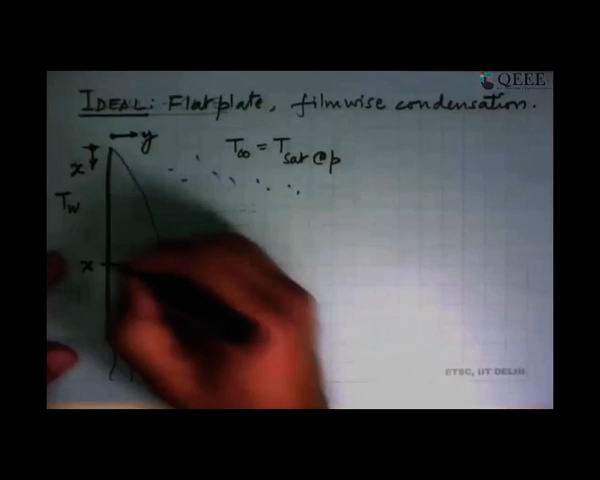 QEEE
IDEAL: Flat plate, filmwise condensation.
y
T∞ = Tsat@p
x
Tw
x
ETSC, IIT DELHI